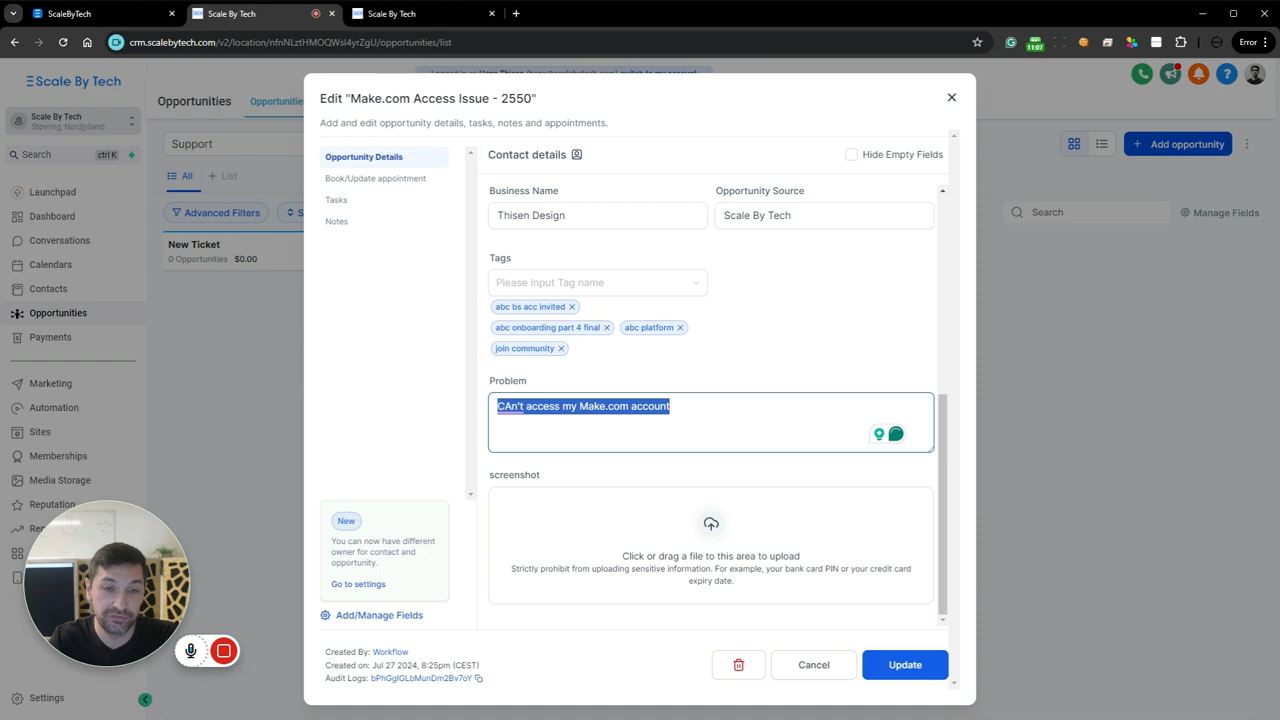 ScaleByTech
Scale By Tech
Scale By Tech
crm.scalebytech.com/v2/location/nfnNLztHMOQWsl4yrZgU/opportunities/list
11:07
Error
Scale By Tech
Scale By Tech
Støvring, Nordjylland
Search
ctrl K
Launchpad
Dashboard
Conversations
Calendars
Contacts
Opportunities
Payments
Marketing
Automation
Sites
Memberships
Media Storage
Reputation
Settings
Opportunities
Support
All
+ List
Advanced Filters
New Ticket
0 Opportunities $0.00
+ Add opportunity
Search
Manage Fields
Edit "Make.com Access Issue - 2550"
Add and edit opportunity details, tasks, notes and appointments.
Opportunity Details
Book/Update appointment
Tasks
Notes
New
You can now have different
owner for contact and
opportunity.
Go to settings
Add/Manage Fields
Contact details
Hide Empty Fields
Business Name
Opportunity Source
Thisen Design
Scale By Tech
Tags
Please Input Tag name
abc bs acc invited
abc onboarding part 4 final
abc platform
join community
Problem
CAn't access my Make.com account
screenshot
Click or drag a file to this area to upload
Strictly prohibit from uploading sensitive information. For example, your bank card PIN or your credit card
expiry date.
Created By: Workflow
Created on: Jul 27 2024, 8:25pm (CEST)
Audit Logs: bPhGgIGLbMunDm2Bv7oY
Cancel
Update